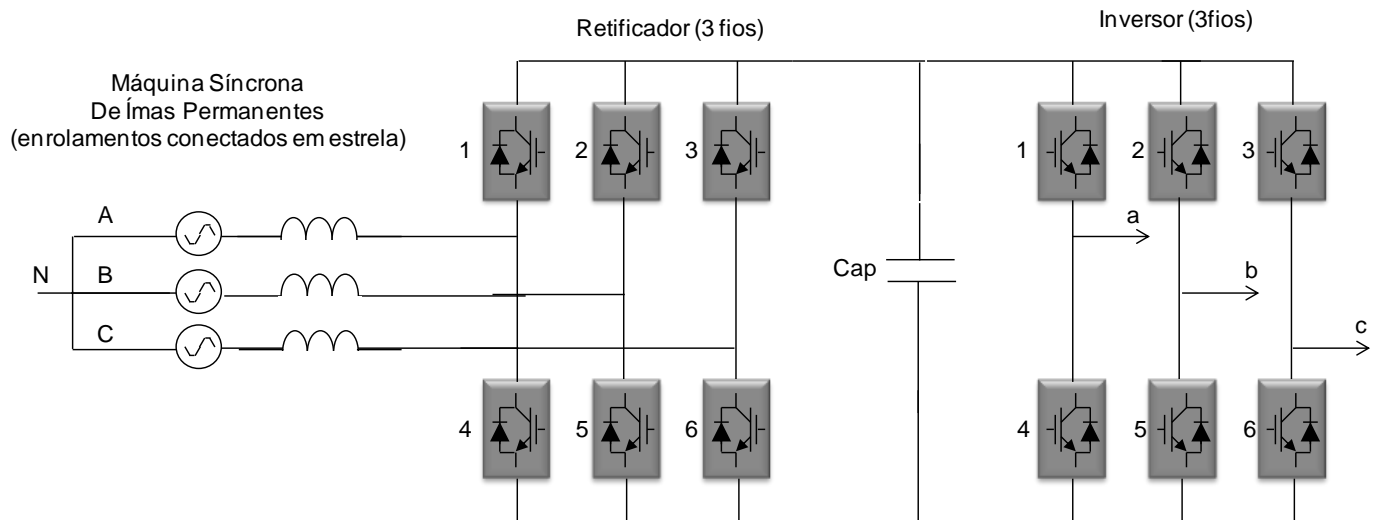 Retificador (3 fios)
Inversor (3fios)
Máquina Síncrona
De Ímas Permanentes
(enrolamentos conectados em estrela)
1
2
3
1
2
3
A
N
B
C
a
b
c
Cap
4
5
6
4
5
6